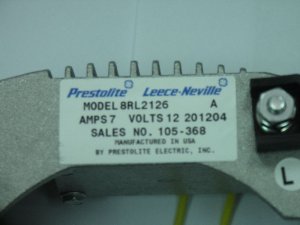 Prestolite Leece-Neville
MODEL 8RL2126 A
AMPS 7 VOLTS 12 201204
SALES NO. 105-368
MANUFACTURED IN USA
BY PRESTOLITE ELECTRIC, INC.
L